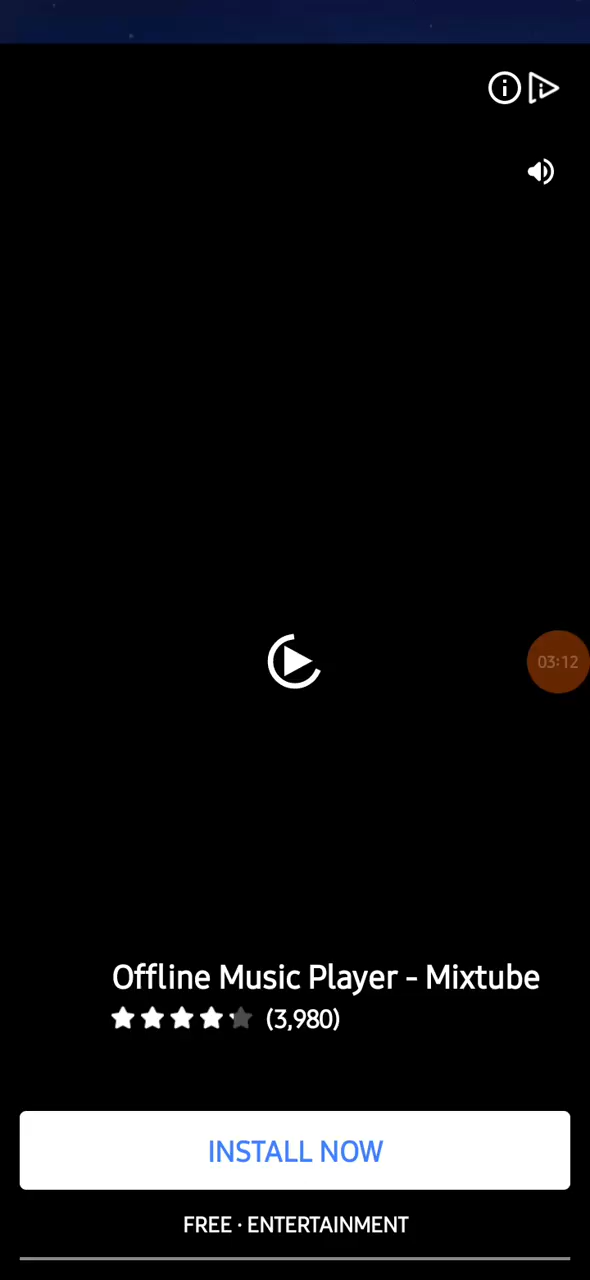 03:12
Offline Music Player - Mixtube
(3,980)
INSTALL NOW
FREE · ENTERTAINMENT